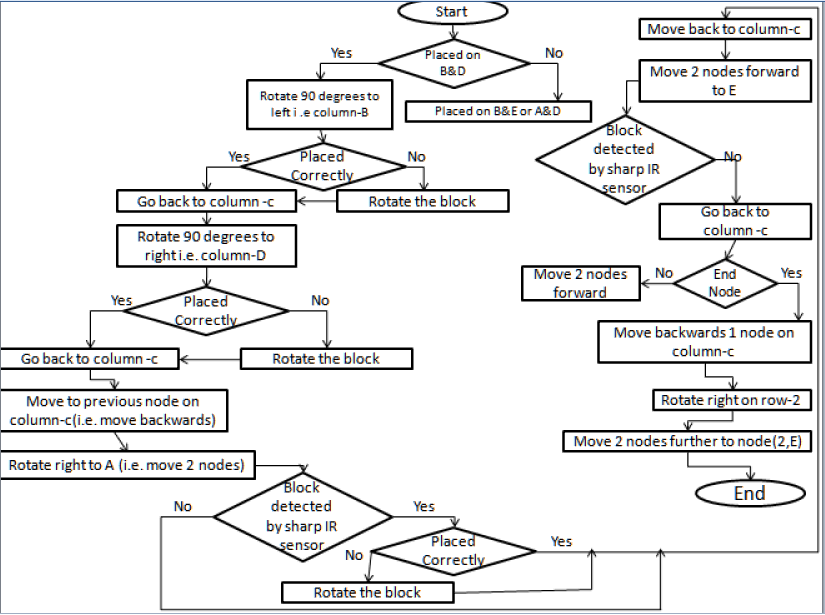 Start
Placed on
B&D
Yes
No
Rotate 90 degrees to
left i .e column-B
Placed on B&E or A&D
Placed
Correctly
Yes
No
Go back to column -c
Rotate the block
Rotate 90 degrees to
right i.e. column-D
Placed
Correctly
Yes
No
Go back to column -c
Rotate the block
Move to previous node on
column-c(i.e. move backwards)
Rotate right to A (i.e. move 2 nodes)
Block
detected
by sharp IR
sensor
No
Yes
Placed
Correctly
No
Yes
Rotate the block
Move back to column-c
Move 2 nodes forward
to E
Block
detected
by sharp IR
sensor
No
Go back to
column -c
End
Node
No
Yes
Move 2 nodes
forward
Move backwards 1 node on
column-c
Rotate right on row-2
Move 2 nodes further to node(2,E)
End